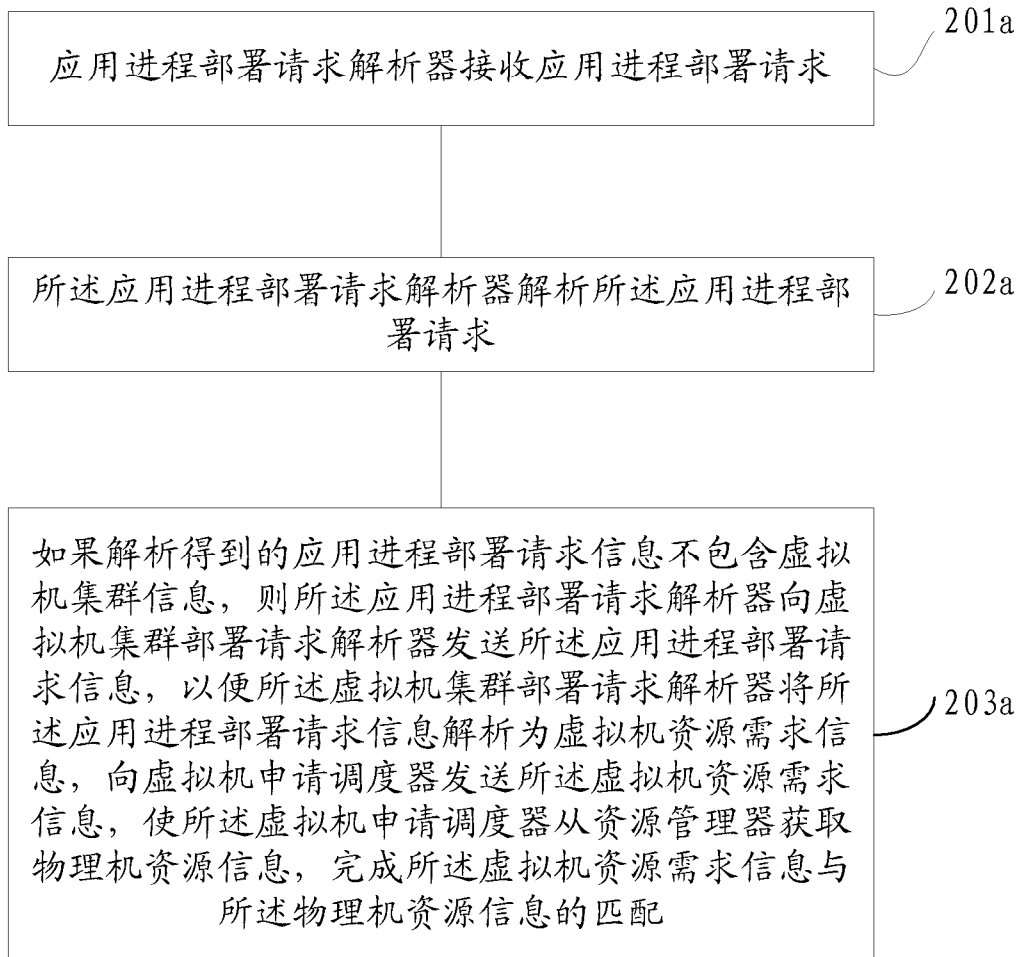 应用进程部署请求解析器接收应用进程部署请求
201a
所述应用进程部署请求解析器解析所述应用进程部
署请求
202a
如果解析得到的应用进程部署请求信息不包含虚拟
机集群信息，则所述应用进程部署请求解析器向虚
拟机集群部署请求解析器发送所述应用进程部署请
求信息，以便所述虚拟机集群部署请求解析器将所
述应用进程部署请求信息解析为虚拟机资源需求信
息，向虚拟机申请调度器发送所述虚拟机资源需求
信息，使所述虚拟机申请调度器从资源管理器获取
物理机资源信息，完成所述虚拟机资源需求信息与
所述物理机资源信息的匹配
203a